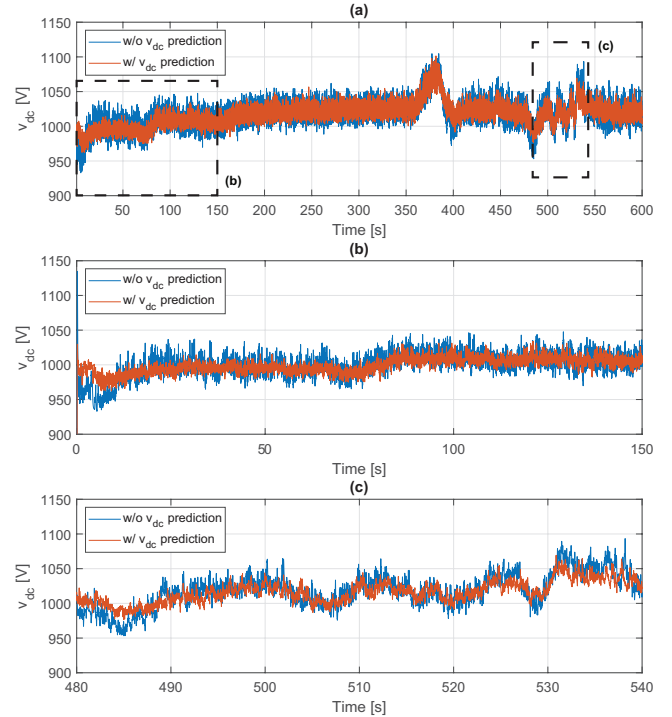 (a)
1150
1100
1050
1000
950
900
v_dc [V]
w/o v_dc prediction
w/ v_dc prediction
(c)
(b)
50 100 150 200 250 300 350 400 450 500 550 600
Time [s]
(b)
1150
1100
1050
1000
950
900
v_dc [V]
w/o v_dc prediction
w/ v_dc prediction
0 50 100 150
Time [s]
(c)
1150
1100
1050
1000
950
900
v_dc [V]
w/o v_dc prediction
w/ v_dc prediction
480 490 500 510 520 530 540
Time [s]